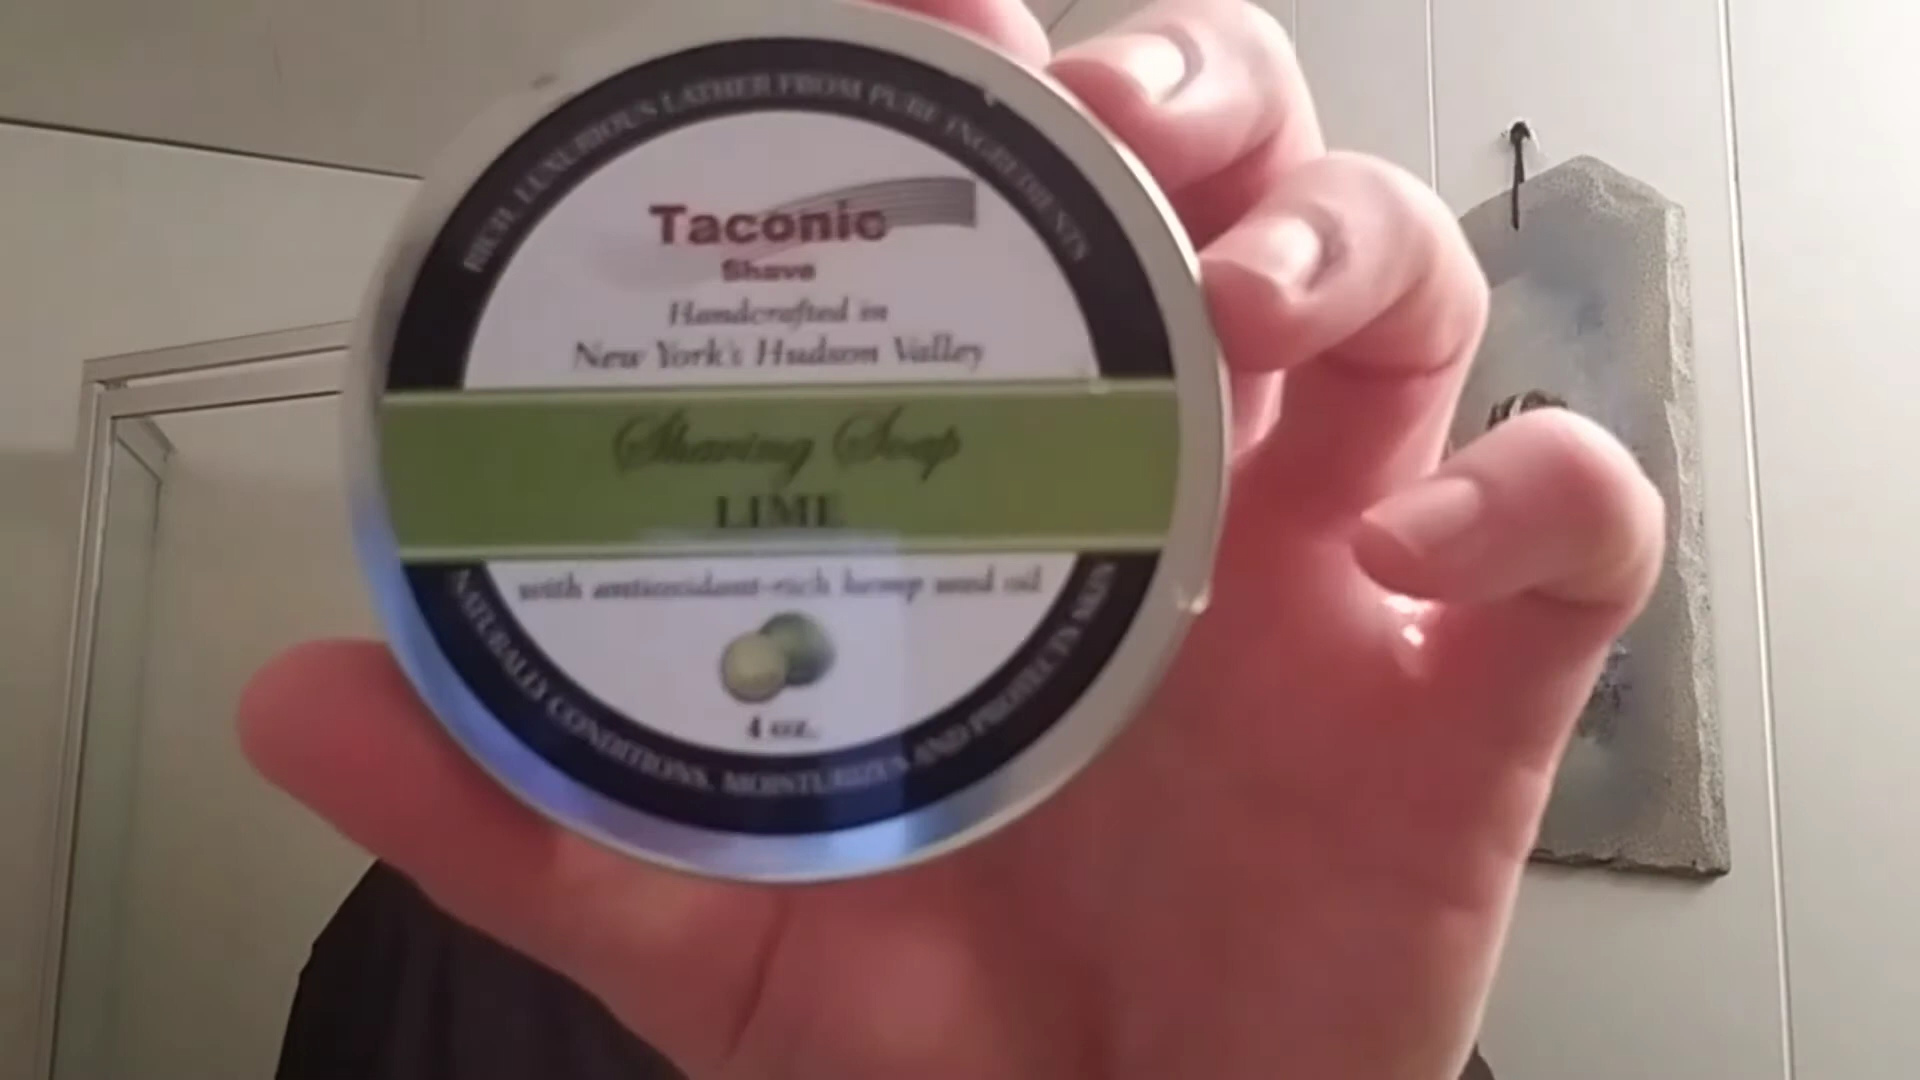 RICH, LUXURIOUS LATHER FROM PURE INGREDIENTS
Taconic
Shave
Handcrafted in
New York's Hudson Valley
Shaving Soap
LIME
with antioxidant-rich hemp seed oil
4 oz.
NATURALLY CONDITIONS, MOISTURIZES AND PROTECTS SKIN